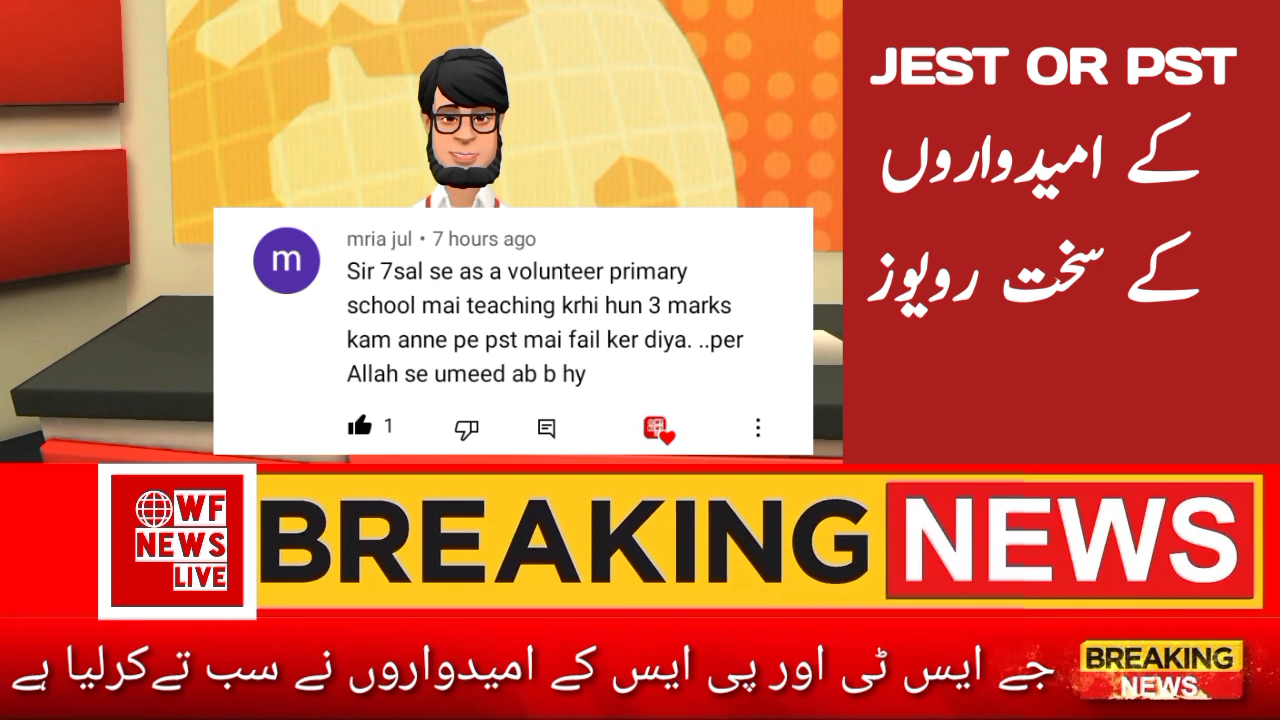 JEST OR PST
کے امیدواروں
کے سخت رویوز
m
mria jul • 7 hours ago
Sir 7sal se as a volunteer primary
school mai teaching krhi hun 3 marks
kam anne pe pst mai fail ker diya. ..per
Allah se umeed ab b hy
1
WF
NEWS
LIVE
BREAKING NEWS
جے ایس ٹی اور پی ایس کے امیدواروں نے سب تےکرلیا ہے
BREAKING
NEWS